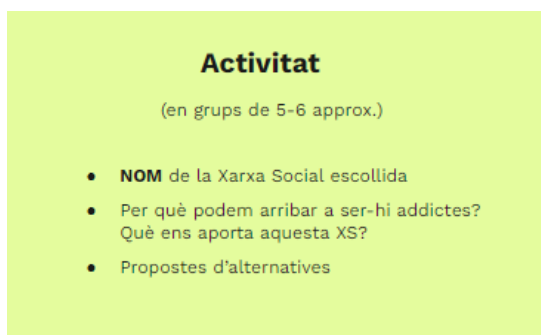 Activitat
(en grups de 5-6 approx.)
● NOM de la Xarxa Social escollida
● Per què podem arribar a ser-hi addictes?
Què ens aporta aquesta XS?
● Propostes d'alternatives